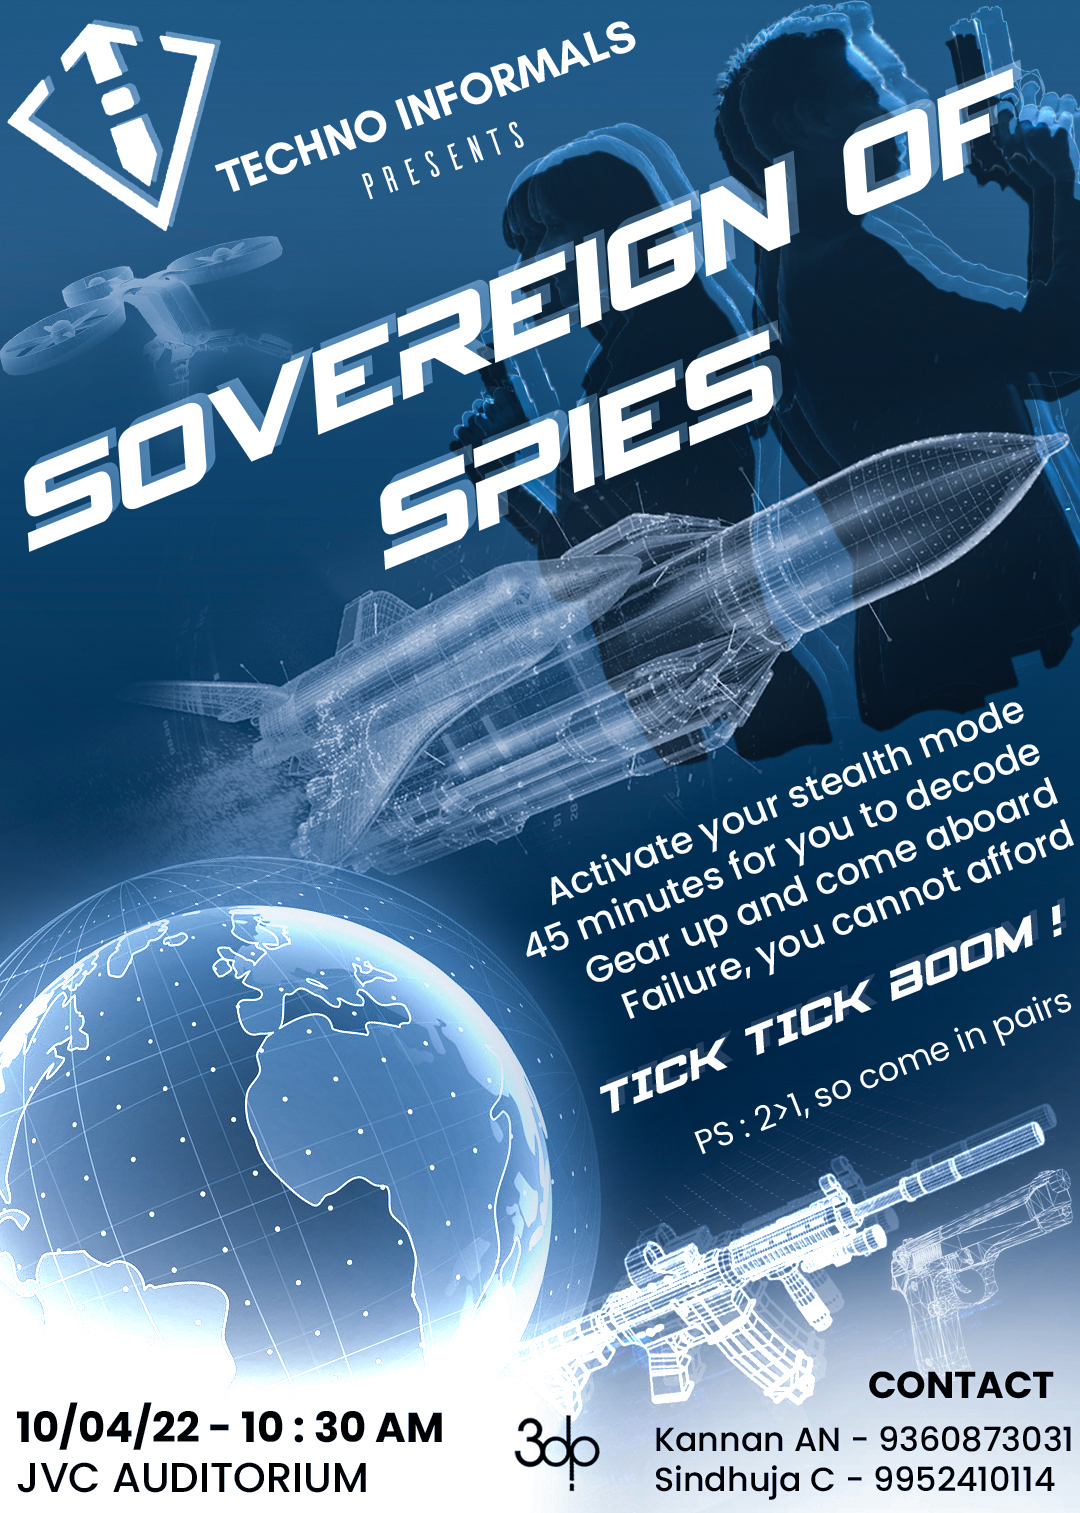 TECHNO INFORMALS
PRESENTS
SOVEREIGN OF
SPIES
Activate your stealth mode
45 minutes for you to decode
Gear up and come aboard
Failure, you cannot afford
TICK TICK BOOM !
PS : 2>1, so come in pairs
CONTACT
10/04/22 - 10 : 30 AM
JVC AUDITORIUM
3dp
Kannan AN - 9360873031
Sindhuja C - 9952410114